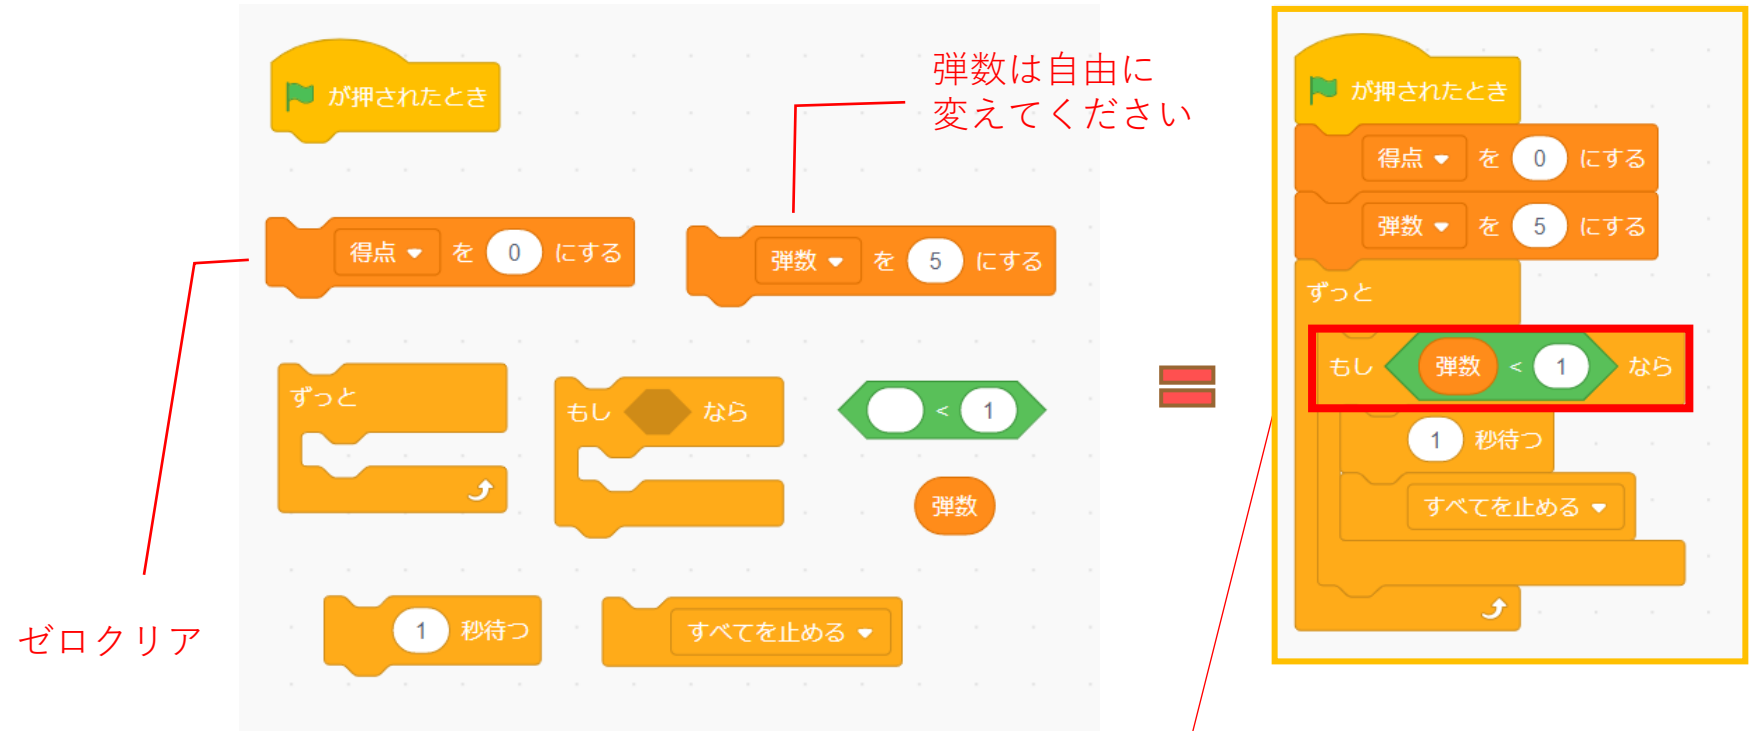 が押されたとき
弾数は自由に
変えてください
得点 を 0 にする
弾数 を 5 にする
ずっと
もし なら
< 1
弾数
1 秒待つ
すべてを止める
ゼロクリア
が押されたとき
得点 を 0 にする
弾数 を 5 にする
ずっと
もし 弾数 < 1 なら
1 秒待つ
すべてを止める